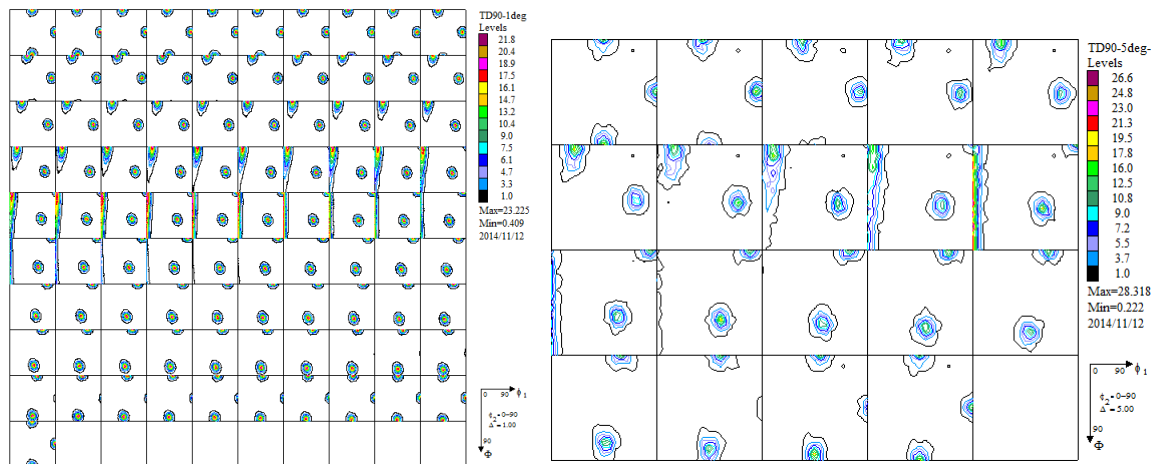 TD90-1deg
Levels
21.8
20.4
18.9
17.5
16.1
14.7
13.2
10.4
9.0
7.5
6.1
4.7
3.3
1.0
Max=23.225
Min=0.409
2014/11/12
0 90 ϕ1
ϕ2=0-90
Δ=1.00
90
Φ
TD90-5deg-
Levels
26.6
24.8
23.0
21.3
19.5
17.8
16.0
12.5
10.8
9.0
7.2
5.5
3.7
1.0
Max=28.318
Min=0.222
2014/11/12
0 90 ϕ1
ϕ2=0-90
Δ=5.00
90
Φ